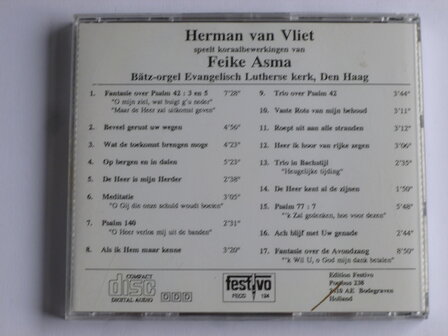 Herman van Vliet
speelt koraalbewerkingen van
Feike Asma
Bätz-orgel Evangelisch Lutherse kerk, Den Haag
1. Fantasie over Psalm 42 : 3 en 5 7'28"
"O mijn ziel, wat buigt g'u neder"
"Maar de Heer zal uitkomst geven"
2. Beveel gerust uw wegen 4'56"
3. Wat de toekomst brengen moge 4'23"
4. Op bergen en in dalen 5'23"
5. De Heer is mijn Herder 2'38"
6. Meditatie 3'05"
"O Gij die onze schuld woudt boeten"
7. Psalm 140 2'31"
"O Heer verlos mij uit de banden"
8. Als ik Hem maar kenne 3'20"
9. Trio over Psalm 42 3'44"
10. Vaste Rots van mijn behoud 3'11"
11. Roept uit aan alle stranden 3'12"
12. Heer ik hoor van rijke zegen 3'06"
13. Trio in Bachstijl 2'35"
"Heugelijke tijding"
14. De Heer kent al de zijnen 1'50"
15. Psalm 77 : 7 5'48"
"'k Zal gedenken, hoe voor dezen"
16. Ach blijf met Uw genade 2'44"
17. Fantasie over de Avondzang 8'50"
"'k Wil U, o God mijn dank betalen"
COMPACT
disc
DIGITAL AUDIO
DDD
festivo
FECD 194
Edition Festivo
Postbus 238
AE Bodegraven
Holland